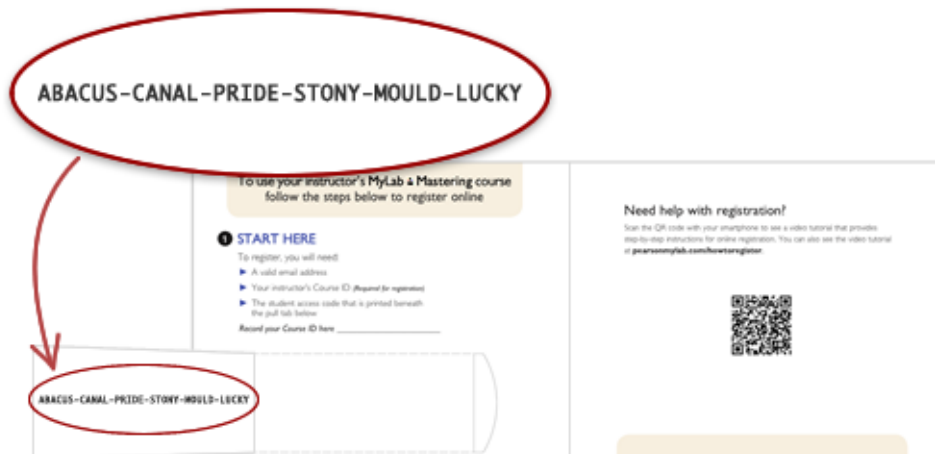 ABACUS-CANAL-PRIDE-STONY-MOULD-LUCKY
To use your instructor's MyLab & Mastering course
follow the steps below to register online
1 START HERE
To register, you will need:
► A valid email address
► Your instructor's Course ID (Required for registration)
► The student access code that is printed beneath
the pull tab below
Record your Course ID here
ABACUS-CANAL-PRIDE-STONY-MOULD-LUCKY
Need help with registration?
Scan the QR code with your smartphone to see a video tutorial that provides
step-by-step instructions for online registration. You can also see the video tutorial
at pearsonmylab.com/howtoregister.